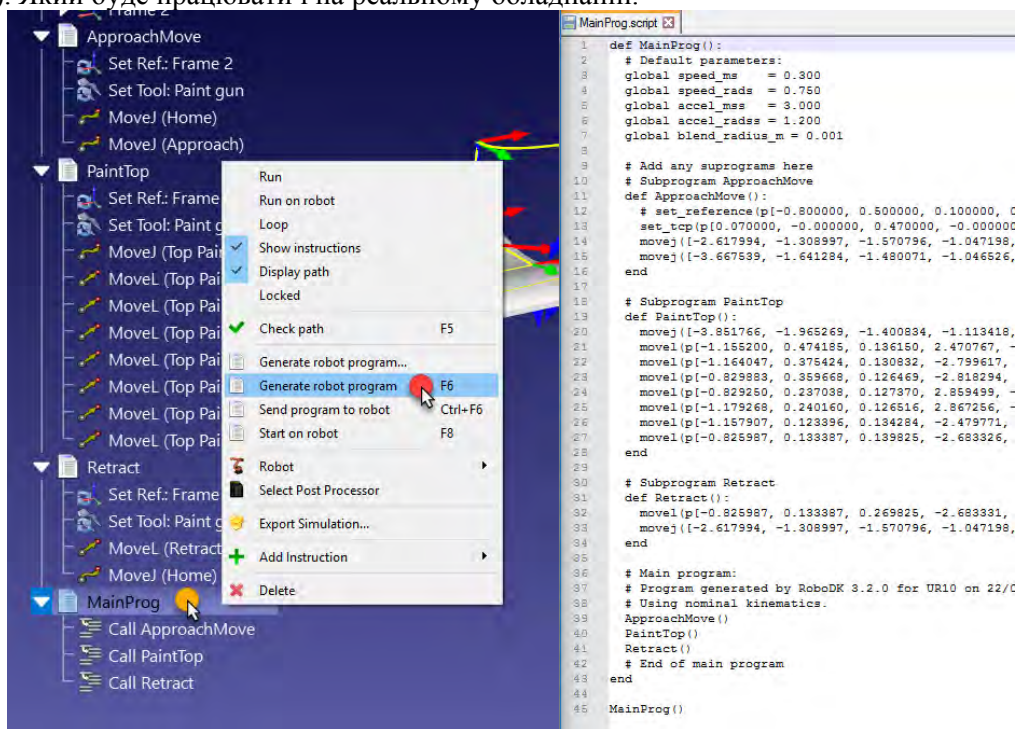 ). Який буде працювати і на реальному обладнанні.
Frame 2
ApproachMove
Set Ref.: Frame 2
Set Tool: Paint gun
MoveJ (Home)
MoveJ (Approach)
PaintTop
Set Ref.: Frame
Set Tool: Paint g
MoveJ (Top Pai
MoveL (Top Pai
MoveL (Top Pai
MoveL (Top Pai
MoveL (Top Pai
MoveL (Top Pai
MoveL (Top Pai
MoveL (Top Pai
Retract
Set Ref.: Frame
Set Tool: Paint g
MoveL (Retract
MoveJ (Home)
MainProg
Call ApproachMove
Call PaintTop
Call Retract
Run
Run on robot
Loop
Show instructions
Display path
Locked
Check path F5
Generate robot program...
Generate robot program F6
Send program to robot Ctrl+F6
Start on robot F8
Robot
Select Post Processor
Export Simulation...
Add Instruction
Delete
MainProg.script
1 def MainProg():
2 # Default parameters:
3 global speed_ms = 0.300
4 global speed_rads = 0.750
5 global accel_mss = 3.000
6 global accel_radss = 1.200
7 global blend_radius_m = 0.001
8
9 # Add any suprograms here
10 # Subprogram ApproachMove
11 def ApproachMove():
12 # set_reference(p[-0.800000, 0.500000, 0.100000, 0
13 set_tcp(p[0.070000, -0.000000, 0.470000, -0.000000
14 movej([-2.617994, -1.308997, -1.570796, -1.047198,
15 movej([-3.667539, -1.641284, -1.480071, -1.046526,
16 end
17
18 # Subprogram PaintTop
19 def PaintTop():
20 movej([-3.851766, -1.965269, -1.400834, -1.113418,
21 movel(p[-1.155200, 0.474185, 0.136150, 2.470767, -
22 movel(p[-1.164047, 0.375424, 0.130832, -2.799617,
23 movel(p[-0.829883, 0.359668, 0.126469, -2.818294,
24 movel(p[-0.829250, 0.237038, 0.127370, 2.859499, -
25 movel(p[-1.179268, 0.240160, 0.126516, 2.867256, -
26 movel(p[-1.157907, 0.123396, 0.134284, -2.479771,
27 movel(p[-0.825987, 0.133387, 0.139825, -2.683326,
28 end
29
30 # Subprogram Retract
31 def Retract():
32 movel(p[-0.825987, 0.133387, 0.269825, -2.683331,
33 movej([-2.617994, -1.308997, -1.570796, -1.047198,
34 end
35
36 # Main program:
37 # Program generated by RoboDK 3.2.0 for UR10 on 22/0
38 # Using nominal kinematics.
39 ApproachMove()
40 PaintTop()
41 Retract()
42 # End of main program
43 end
44
45 MainProg()